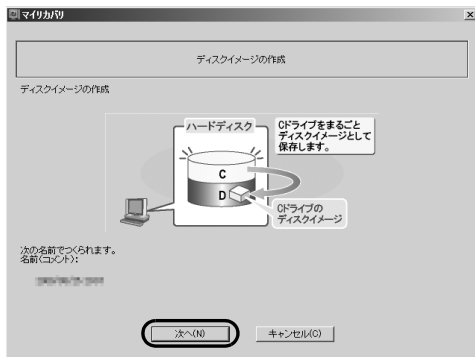 マイリカバリ
ディスクイメージの作成
ディスクイメージの作成
ハードディスク
Cドライブをまるごと
ディスクイメージとして
保存します。
C
D
Cドライブの
ディスクイメージ
次の名前でつくられます。
名前(コメント):
次へ(N)
キャンセル(C)